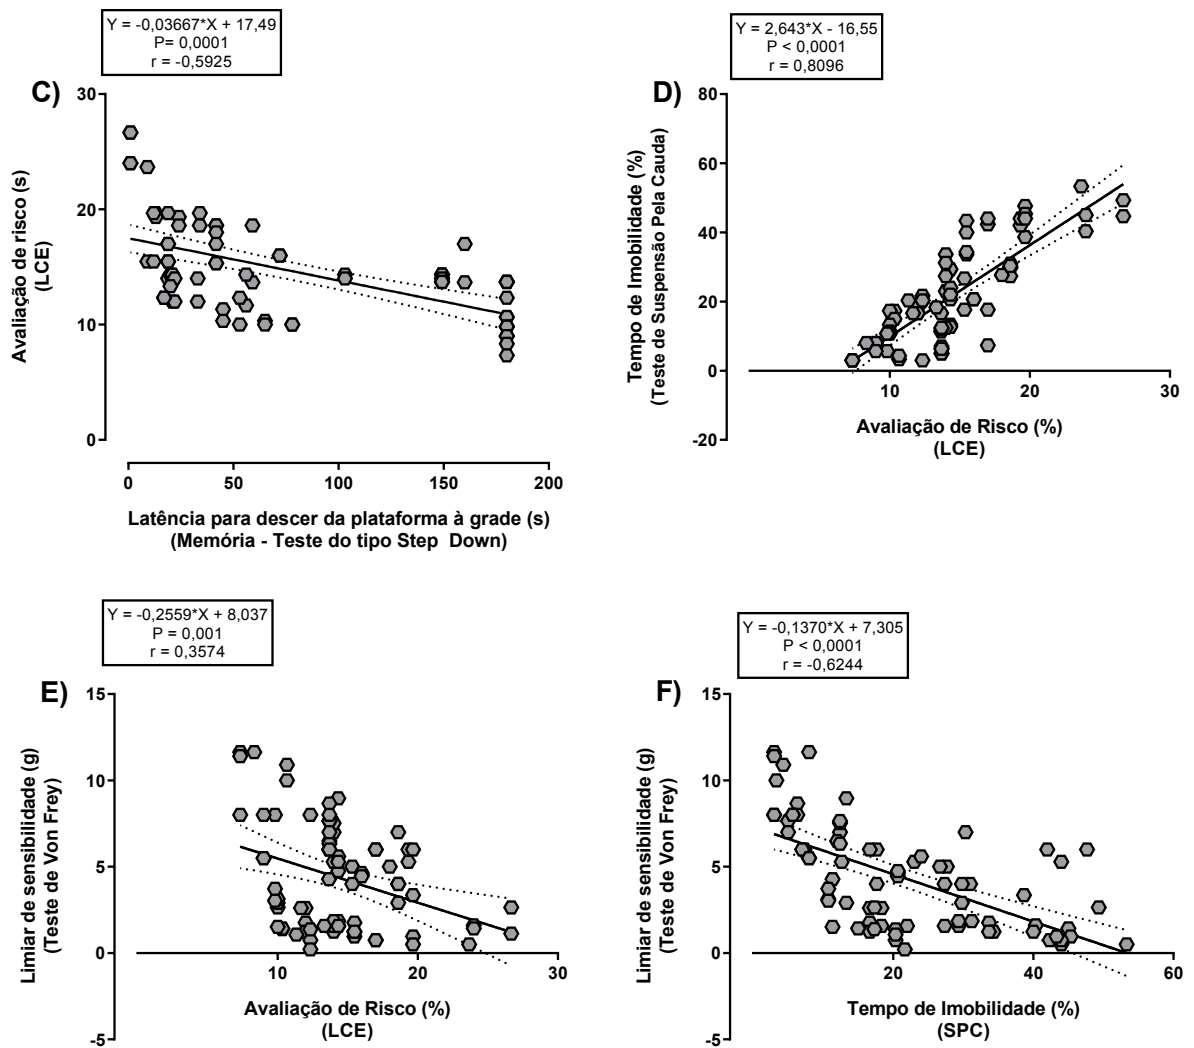 Y = -0,03667*X + 17,49
P= 0,0001
r = -0,5925
C)
30
20
10
0
Avaliação de risco (s)
(LCE)
0 50 100 150 200
Latência para descer da plataforma à grade (s)
(Memória - Teste do tipo Step Down)
Y = 2,643*X - 16,55
P < 0,0001
r = 0,8096
D)
80
60
40
20
0
-20
Tempo de Imobilidade (%)
(Teste de Suspensão Pela Cauda)
10 20 30
Avaliação de Risco (%)
(LCE)
Y = -0,2559*X + 8,037
P = 0,001
r = 0,3574
E)
15
10
5
0
-5
Limiar de sensibilidade (g)
(Teste de Von Frey)
10 20 30
Avaliação de Risco (%)
(LCE)
Y = -0,1370*X + 7,305
P < 0,0001
r = -0,6244
F)
15
10
5
0
-5
Limiar de sensibilidade (g)
(Teste de Von Frey)
20 40 60
Tempo de Imobilidade (%)
(SPC)